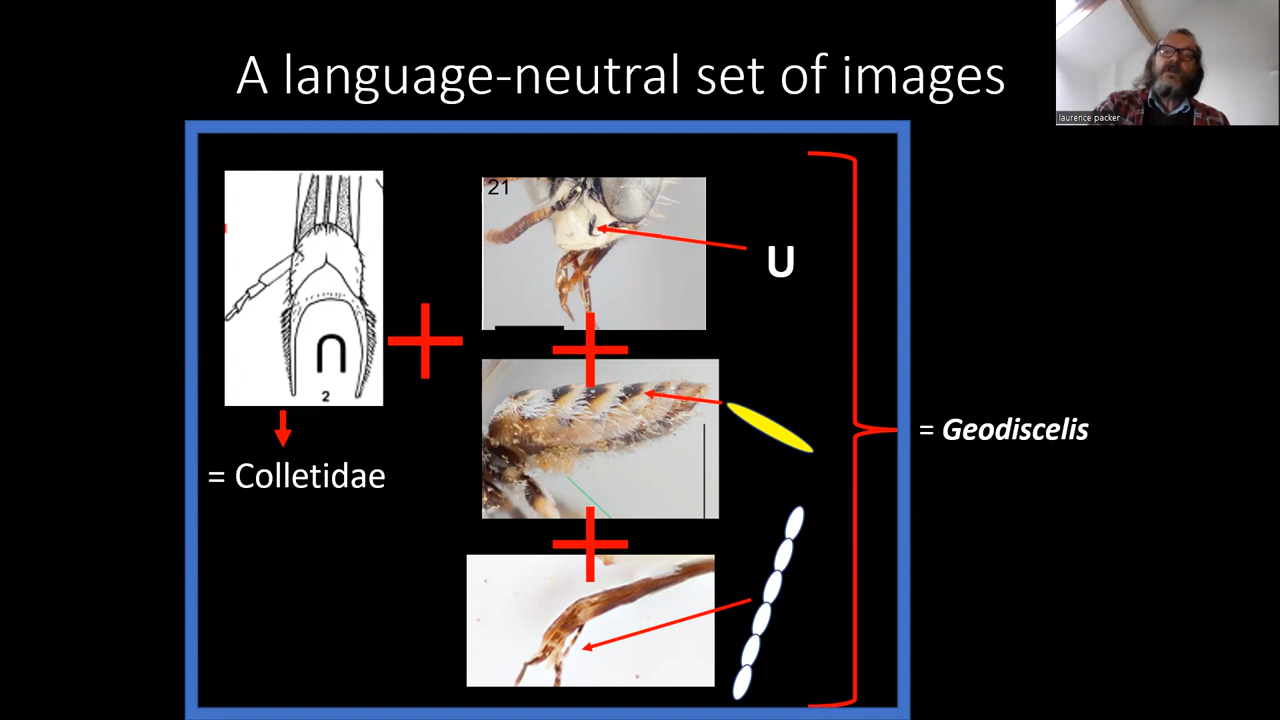 A language-neutral set of images
laurence packer
21
U
U
2
= Colletidae
= Geodiscelis